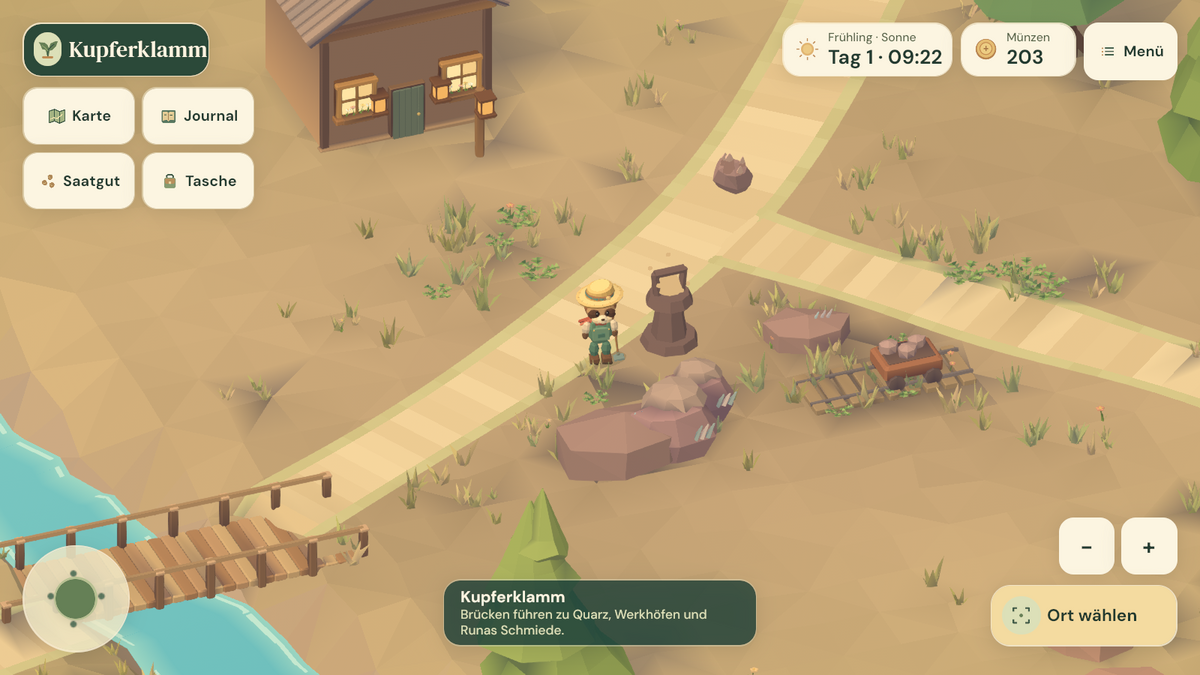 Kupferklamm
Karte
Journal
Saatgut
Tasche
Frühling · Sonne
Tag 1 · 09:22
Münzen
203
Menü
−
+
Ort wählen
Kupferklamm
Brücken führen zu Quarz, Werkhöfen und
Runas Schmiede.